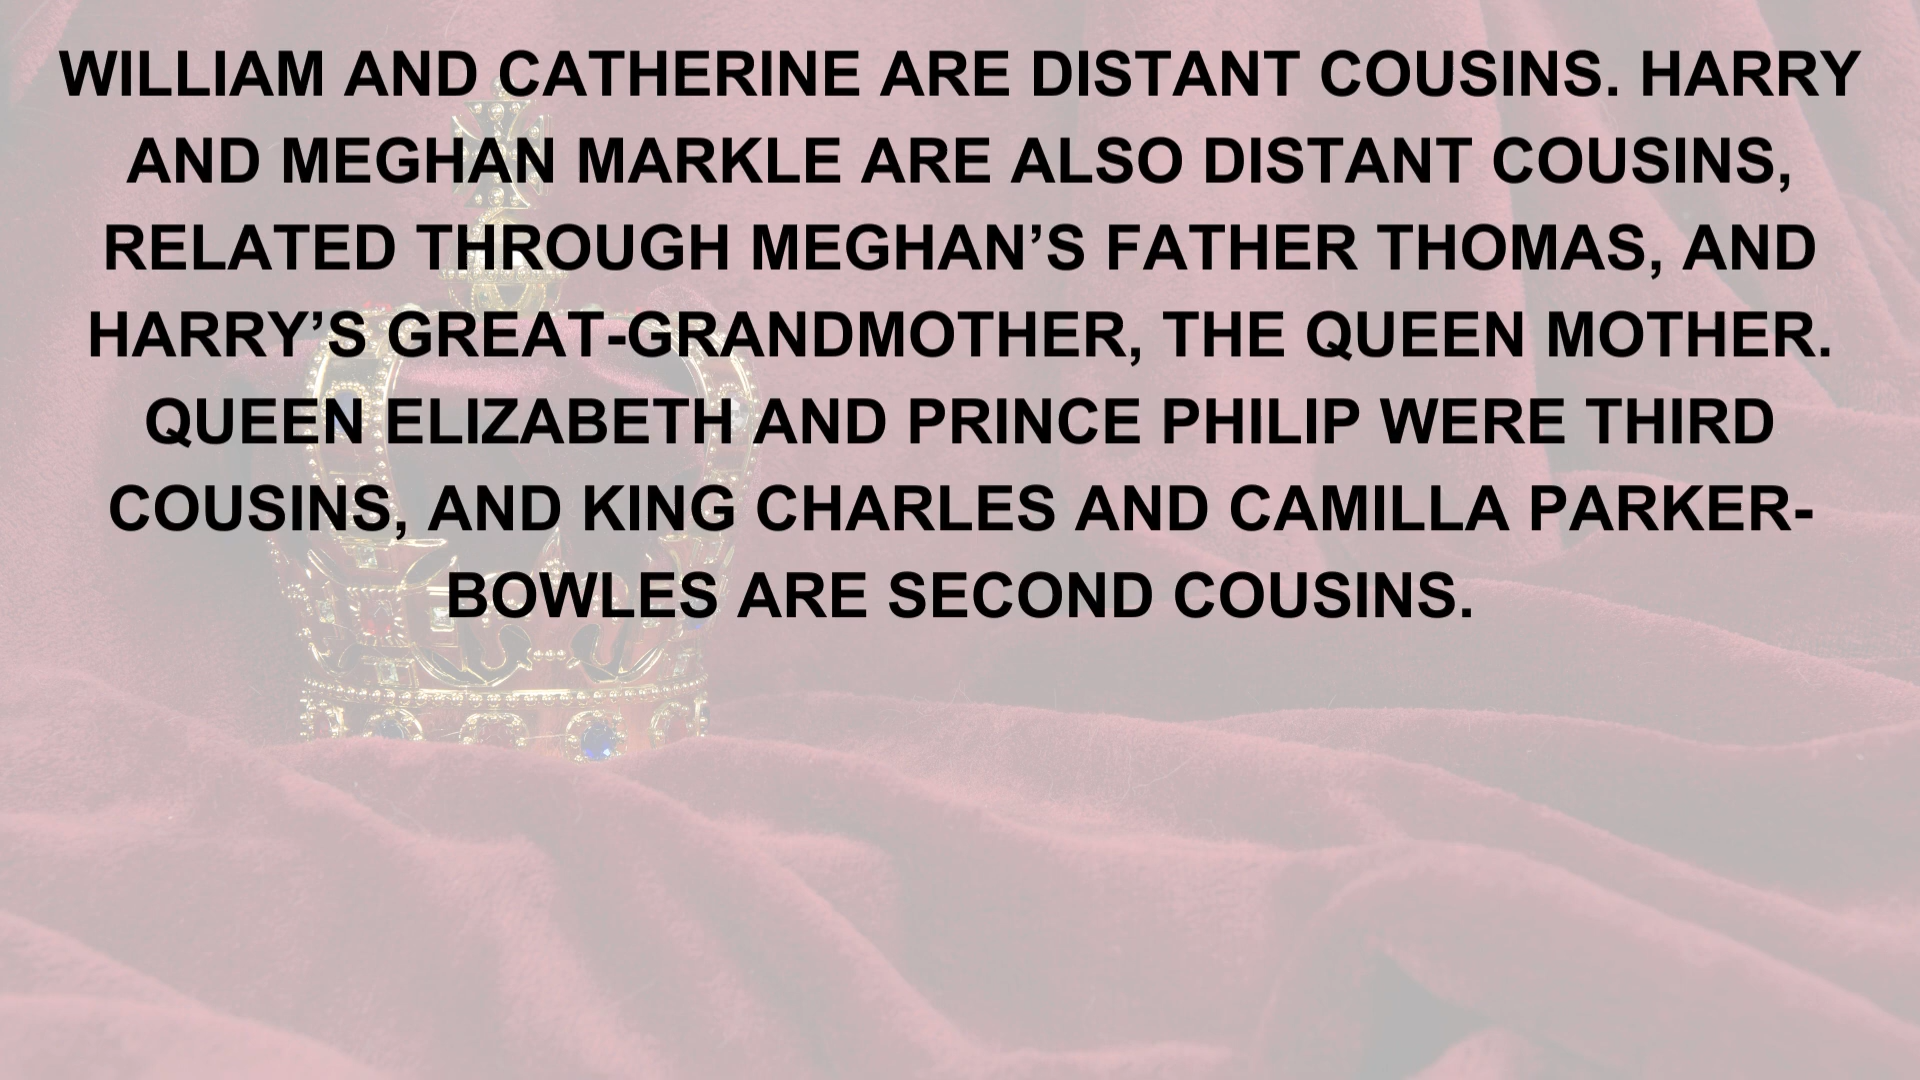 WILLIAM AND CATHERINE ARE DISTANT COUSINS. HARRY
AND MEGHAN MARKLE ARE ALSO DISTANT COUSINS,
RELATED THROUGH MEGHAN’S FATHER THOMAS, AND
HARRY’S GREAT-GRANDMOTHER, THE QUEEN MOTHER.
QUEEN ELIZABETH AND PRINCE PHILIP WERE THIRD
COUSINS, AND KING CHARLES AND CAMILLA PARKER-
BOWLES ARE SECOND COUSINS.